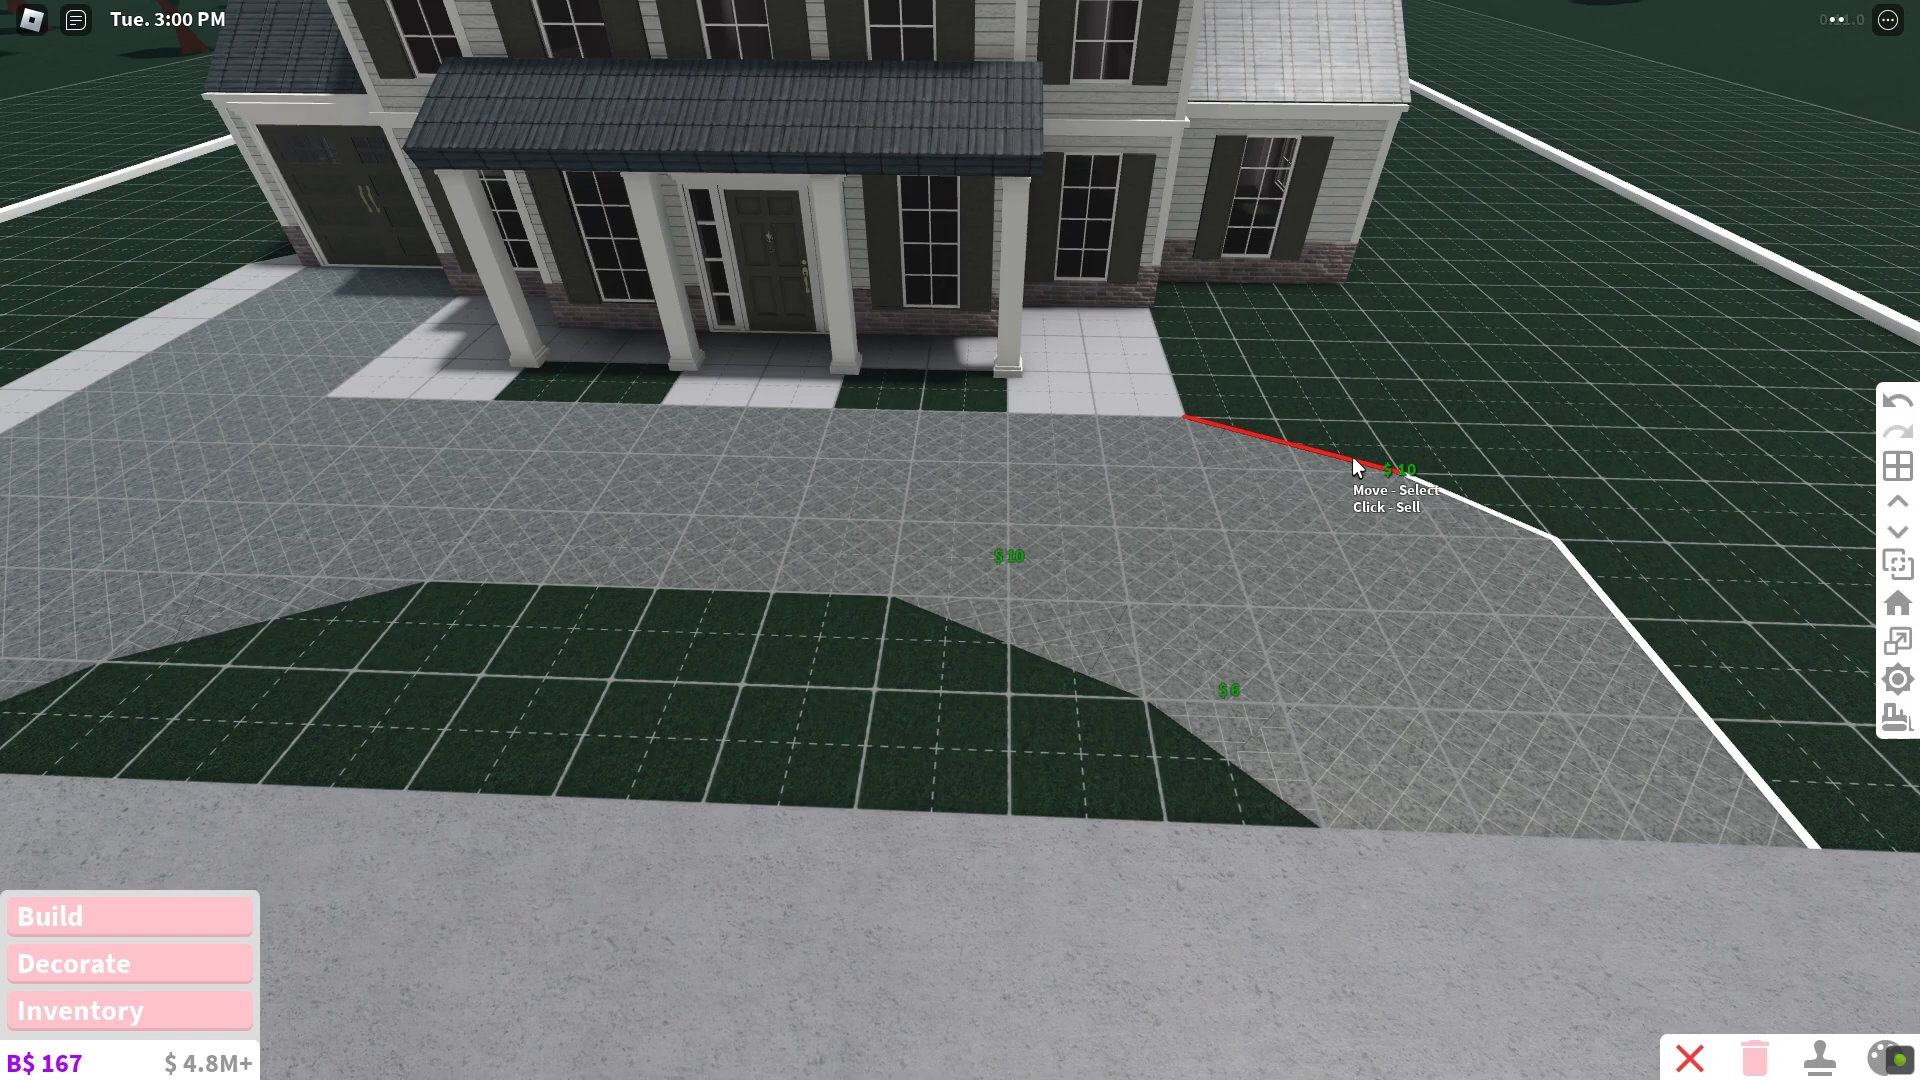 Tue. 3:00 PM
$ 10
Move - Select
Click - Sell
$ 10
$ 6
Build
Decorate
Inventory
B$ 167
$ 4.8M+